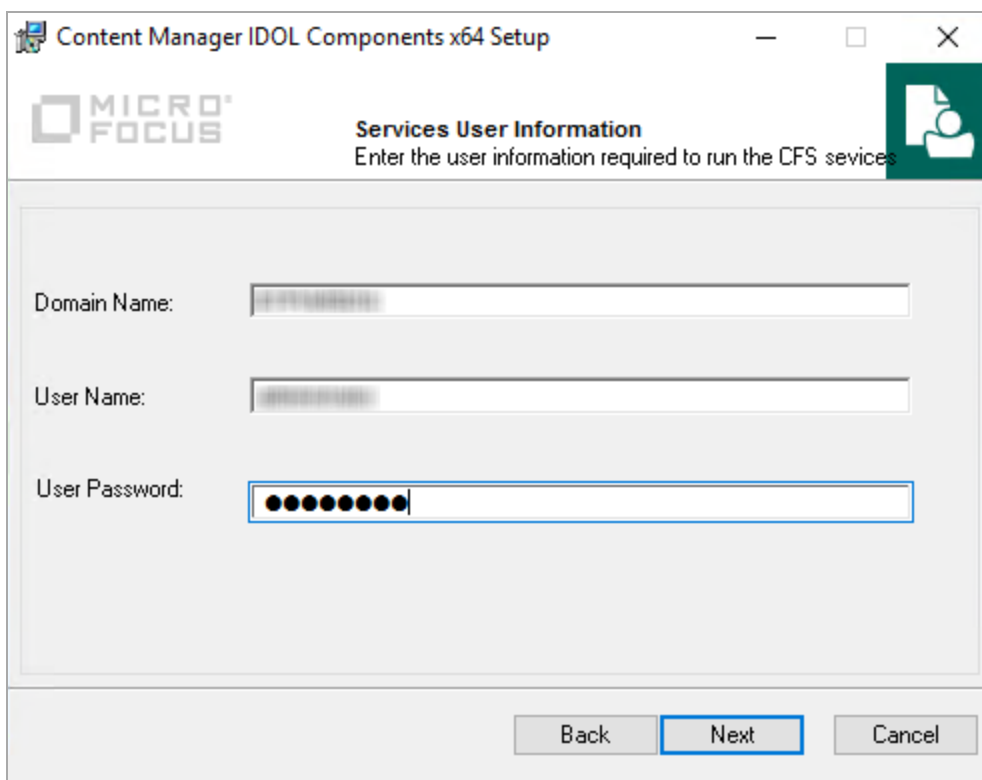 Content Manager IDOL Components x64 Setup
MICRO
FOCUS
Services User Information
Enter the user information required to run the CFS sevices
Domain Name:
User Name:
User Password:
Back Next Cancel